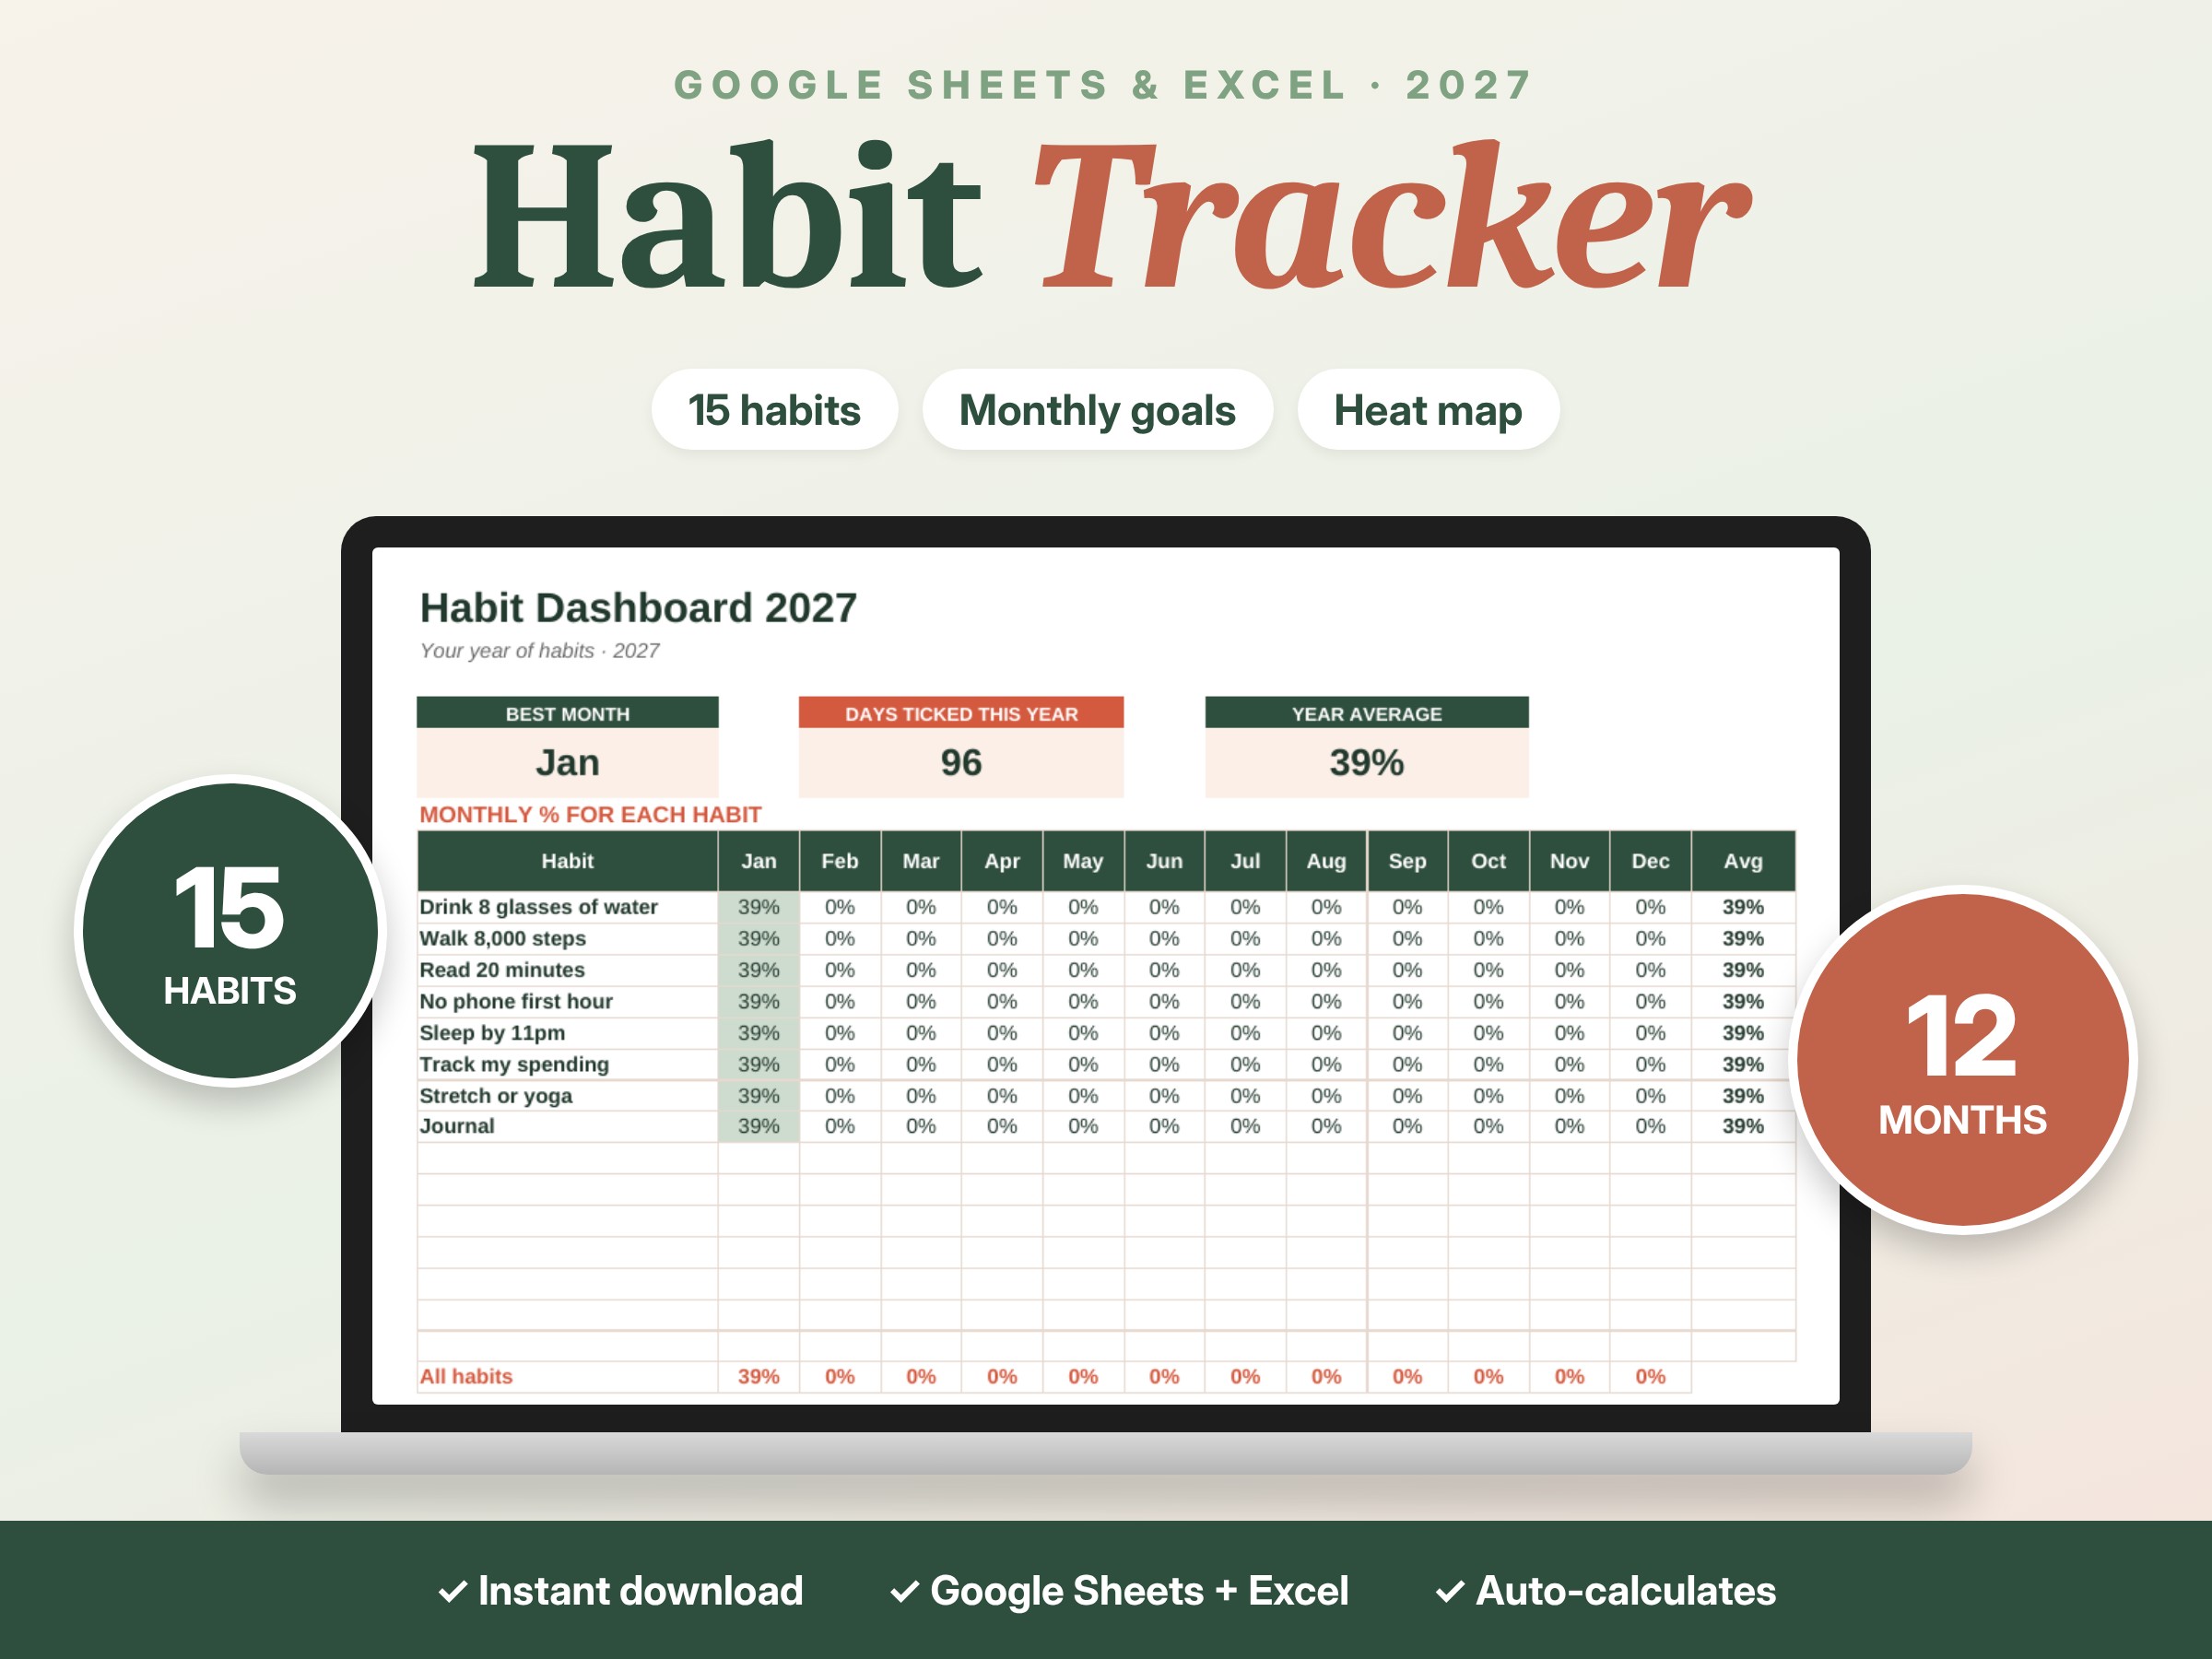 GOOGLE SHEETS & EXCEL · 2027
Habit Tracker
15 habits
Monthly goals
Heat map
Habit Dashboard 2027
Your year of habits · 2027
BEST MONTH
Jan
DAYS TICKED THIS YEAR
96
YEAR AVERAGE
39%
MONTHLY % FOR EACH HABIT
Habit Jan Feb Mar Apr May Jun Jul Aug Sep Oct Nov Dec Avg
Drink 8 glasses of water 39% 0% 0% 0% 0% 0% 0% 0% 0% 0% 0% 0% 39%
Walk 8,000 steps 39% 0% 0% 0% 0% 0% 0% 0% 0% 0% 0% 0% 39%
Read 20 minutes 39% 0% 0% 0% 0% 0% 0% 0% 0% 0% 0% 0% 39%
No phone first hour 39% 0% 0% 0% 0% 0% 0% 0% 0% 0% 0% 0% 39%
Sleep by 11pm 39% 0% 0% 0% 0% 0% 0% 0% 0% 0% 0% 0% 39%
Track my spending 39% 0% 0% 0% 0% 0% 0% 0% 0% 0% 0% 0% 39%
Stretch or yoga 39% 0% 0% 0% 0% 0% 0% 0% 0% 0% 0% 0% 39%
Journal 39% 0% 0% 0% 0% 0% 0% 0% 0% 0% 0% 0% 39%
All habits 39% 0% 0% 0% 0% 0% 0% 0% 0% 0% 0% 0%
15
HABITS
12
MONTHS
✓ Instant download
✓ Google Sheets + Excel
✓ Auto-calculates